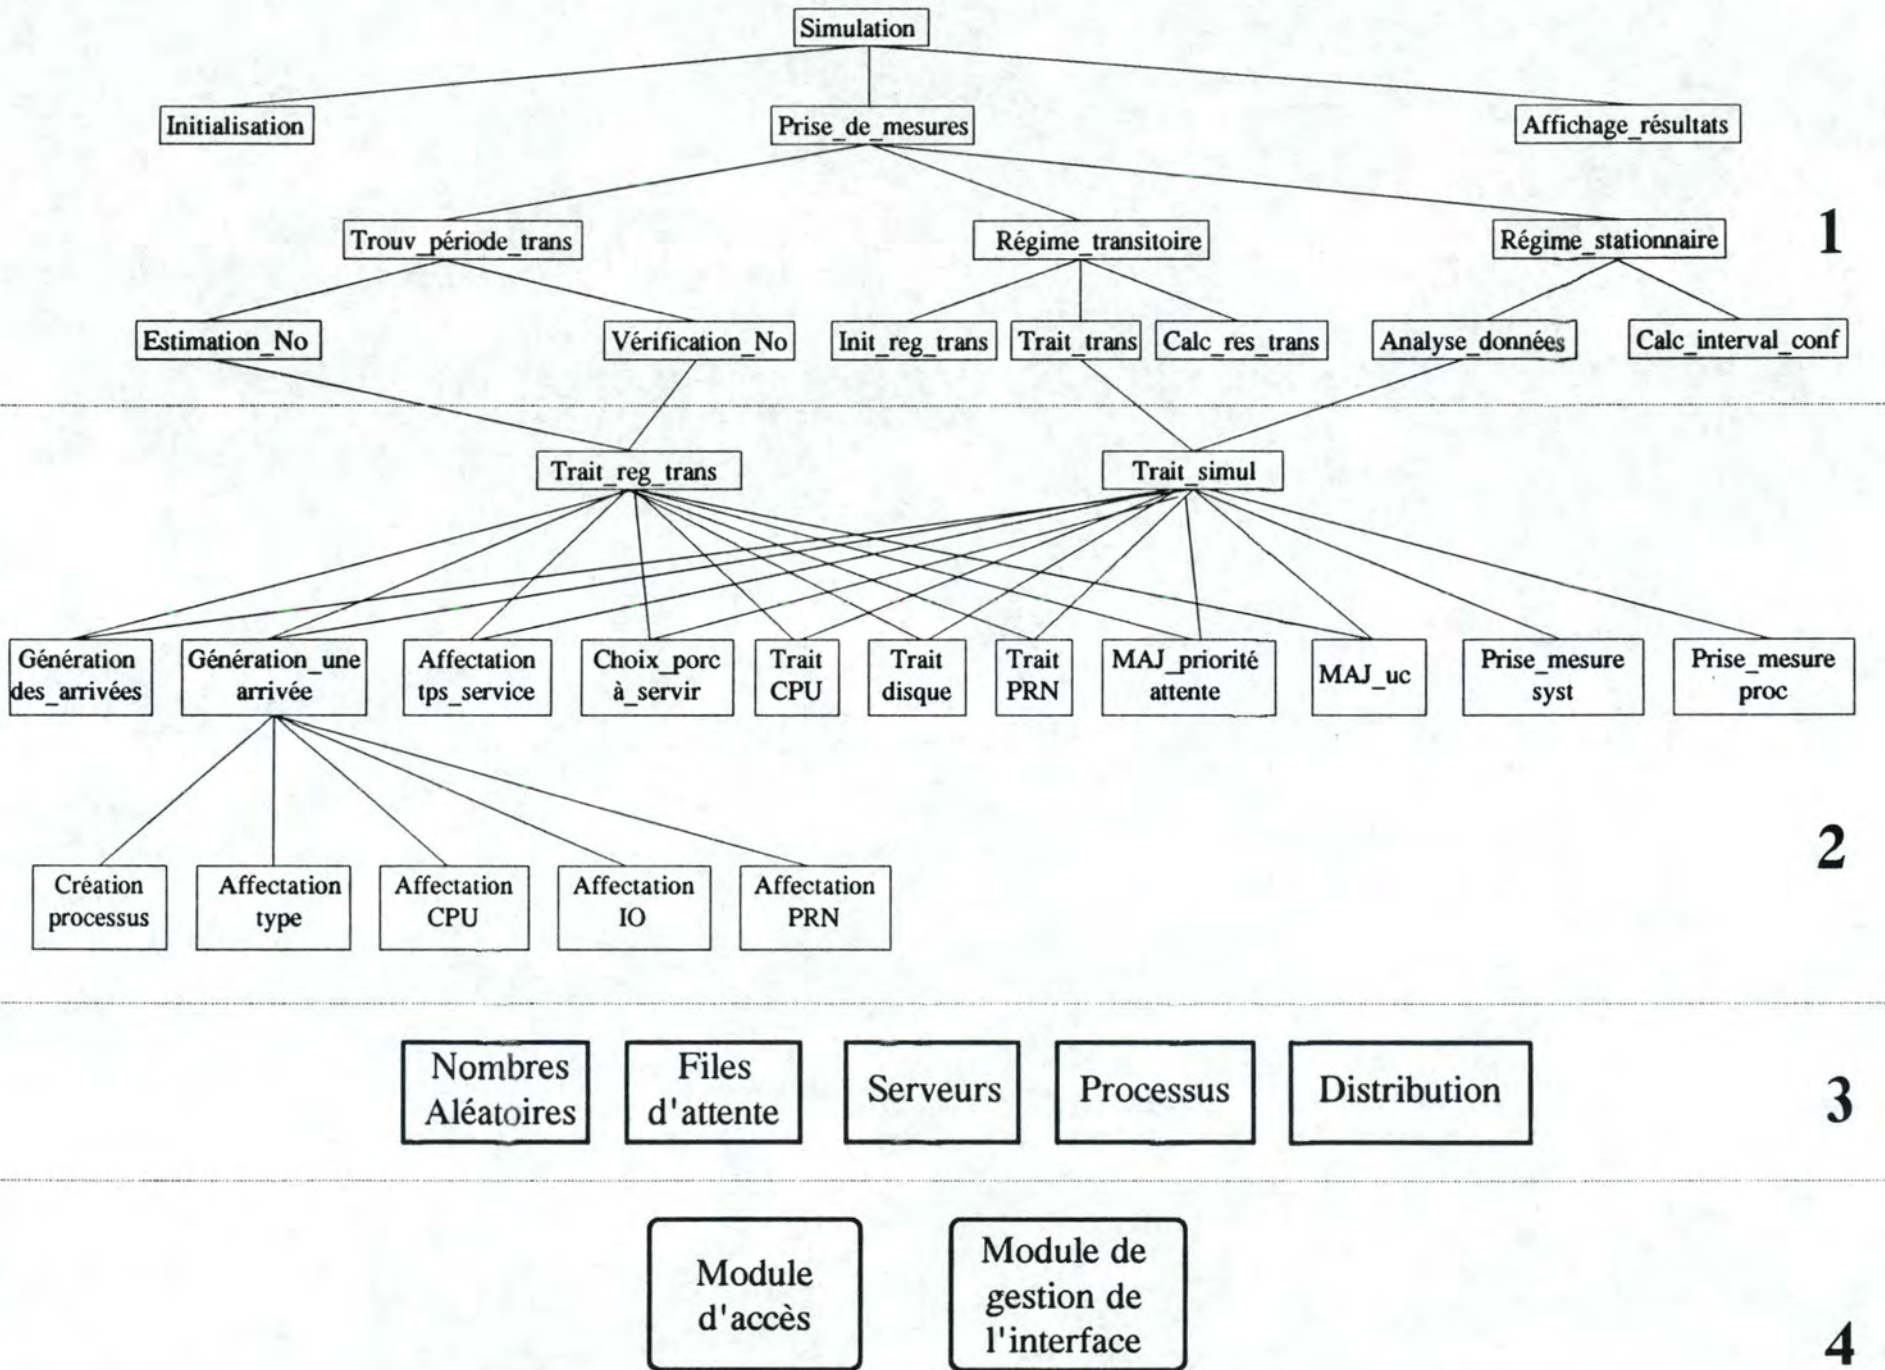 Simulation
Initialisation
Prise_de_mesures
Affichage_résultats
Trouv_période_trans
Régime_transitoire
Régime_stationnaire
1
Estimation_No
Vérification_No
Init_reg_trans
Trait_trans
Calc_res_trans
Analyse_données
Calc_interval_conf
Trait_reg_trans
Trait_simul
Génération
des_arrivées
Génération_une
arrivée
Affectation
tps_service
Choix_porc
à_servir
Trait
CPU
Trait
disque
Trait
PRN
MAJ_priorité
attente
MAJ_uc
Prise_mesure
syst
Prise_mesure
proc
2
Création
processus
Affectation
type
Affectation
CPU
Affectation
IO
Affectation
PRN
Nombres
Aléatoires
Files
d'attente
Serveurs
Processus
Distribution
3
Module
d'accès
Module de
gestion de
l'interface
4